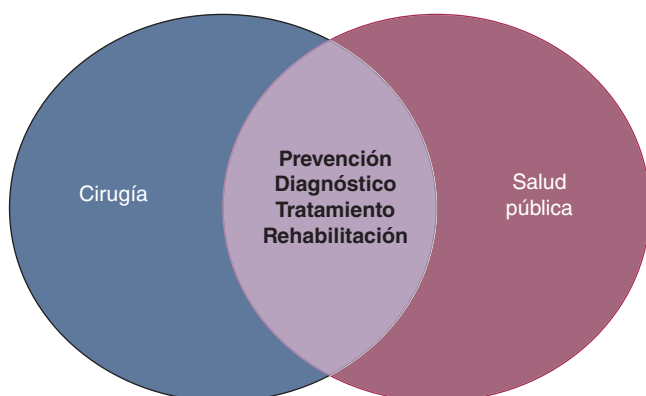 Cirugía
Prevención
Diagnóstico
Tratamiento
Rehabilitación
Salud
pública